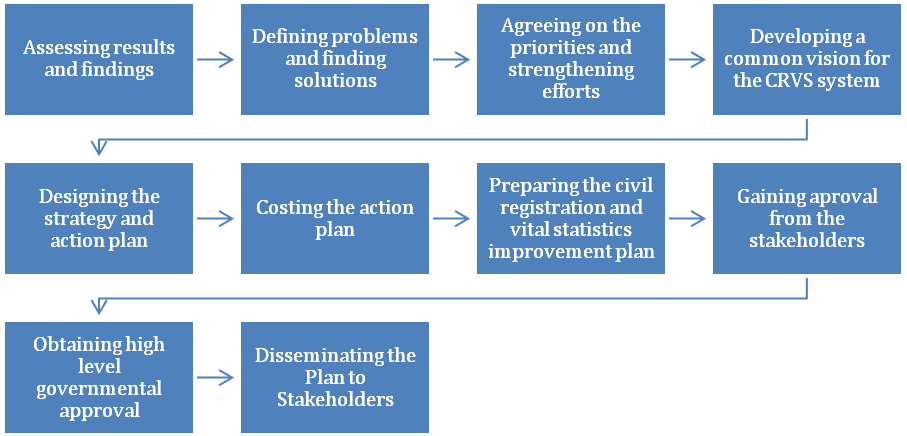 Assessing results
and findings
Defining problems
and finding
solutions
Agreeing on the
priorities and
strengthening
efforts
Developing a
common vision for
the CRVS system
Designing the
strategy and
action plan
Costing the action
plan
Preparing the civil
registration and
vital statistics
improvement plan
Gaining aproval
from the
stakeholders
Obtaining high
level
governmental
approval
Disseminating the
Plan to
Stakeholders